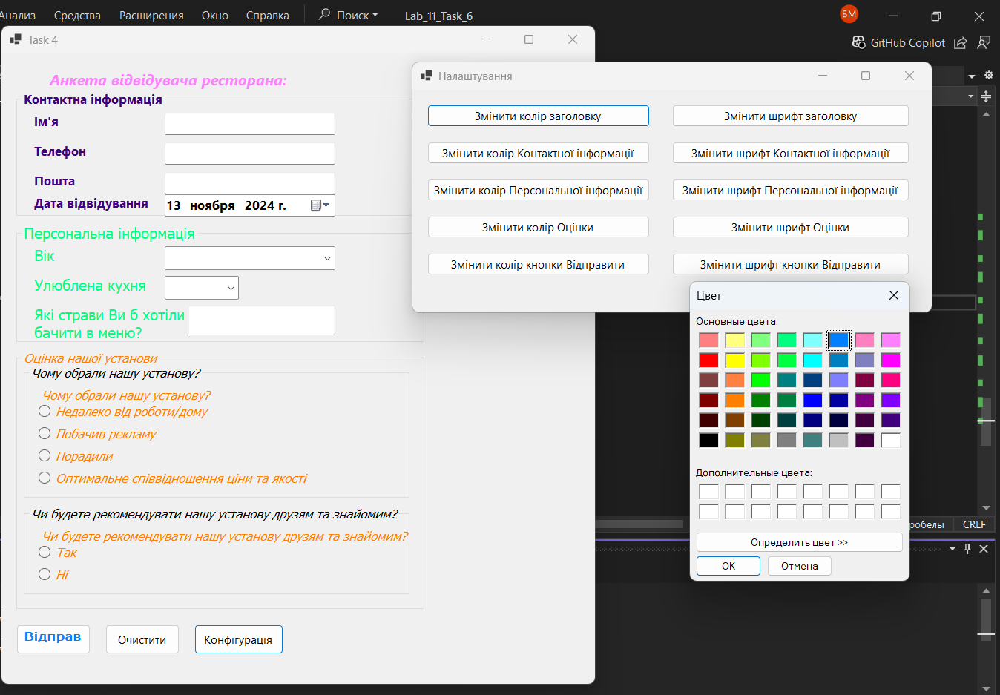 Анализ
Средства
Расширения
Окно
Справка
Поиск
Lab_11_Task_6
БМ
GitHub Copilot
Task 4
Анкета відвідувача ресторана:
Контактна інформація
Ім'я
Телефон
Пошта
Дата відвідування
13 ноября 2024 г.
Персональна інформація
Вік
Улюблена кухня
Які страви Ви б хотіли
бачити в меню?
Оцінка нашої установи
Чому обрали нашу установу?
Чому обрали нашу установу?
Недалеко від роботи/дому
Побачив рекламу
Порадили
Оптимальне співвідношення ціни та якості
Чи будете рекомендувати нашу установу друзям та знайомим?
Чи будете рекомендувати нашу установу друзям та знайомим?
Так
Ні
Відправ
Очистити
Конфігурація
Налаштування
Змінити колір заголовку
Змінити шрифт заголовку
Змінити колір Контактної інформації
Змінити шрифт Контактної інформації
Змінити колір Персональної інформації
Змінити шрифт Персональної інформації
Змінити колір Оцінки
Змінити шрифт Оцінки
Змінити колір кнопки Відправити
Змінити шрифт кнопки Відправити
Цвет
Основные цвета:
Дополнительные цвета:
Определить цвет >>
OK
Отмена
робелы
CRLF